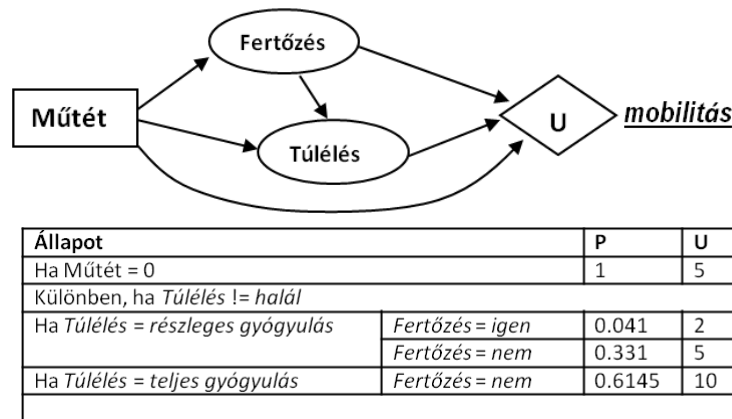 Fertőzés
Műtét
Túlélés
U
mobilitás
Állapot P U
Ha Műtét = 0 1 5
Különben, ha Túlélés != halál
Ha Túlélés = részleges gyógyulás Fertőzés = igen 0.041 2
Fertőzés = nem 0.331 5
Ha Túlélés = teljes gyógyulás Fertőzés = nem 0.6145 10